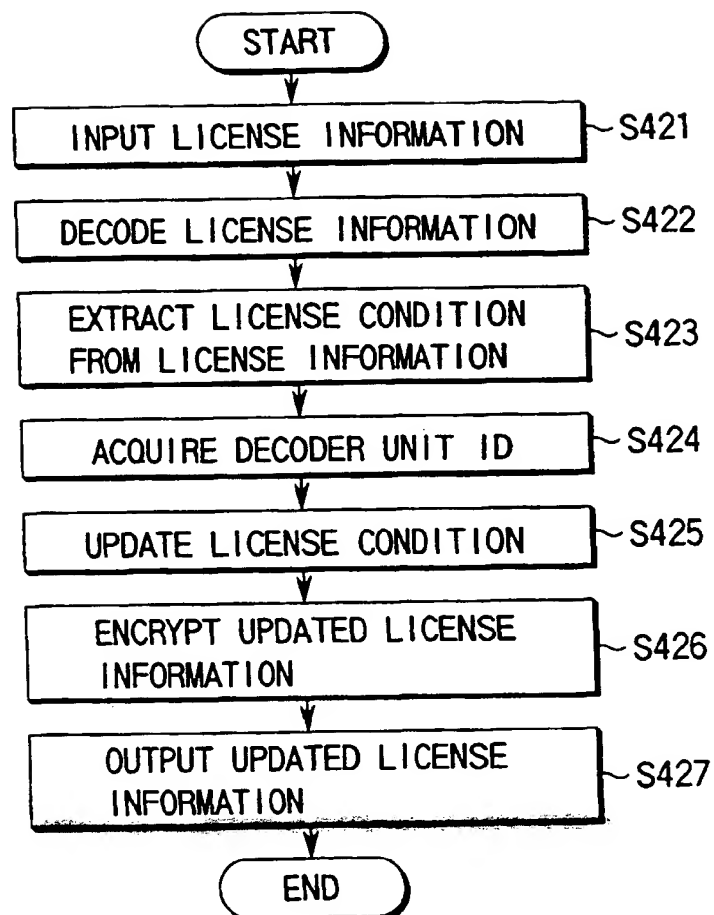 START
INPUT LICENSE INFORMATION
S421
DECODE LICENSE INFORMATION
S422
EXTRACT LICENSE CONDITION
FROM LICENSE INFORMATION
S423
ACQUIRE DECODER UNIT ID
S424
UPDATE LICENSE CONDITION
S425
ENCRYPT UPDATED LICENSE
INFORMATION
S426
OUTPUT UPDATED LICENSE
INFORMATION
S427
END